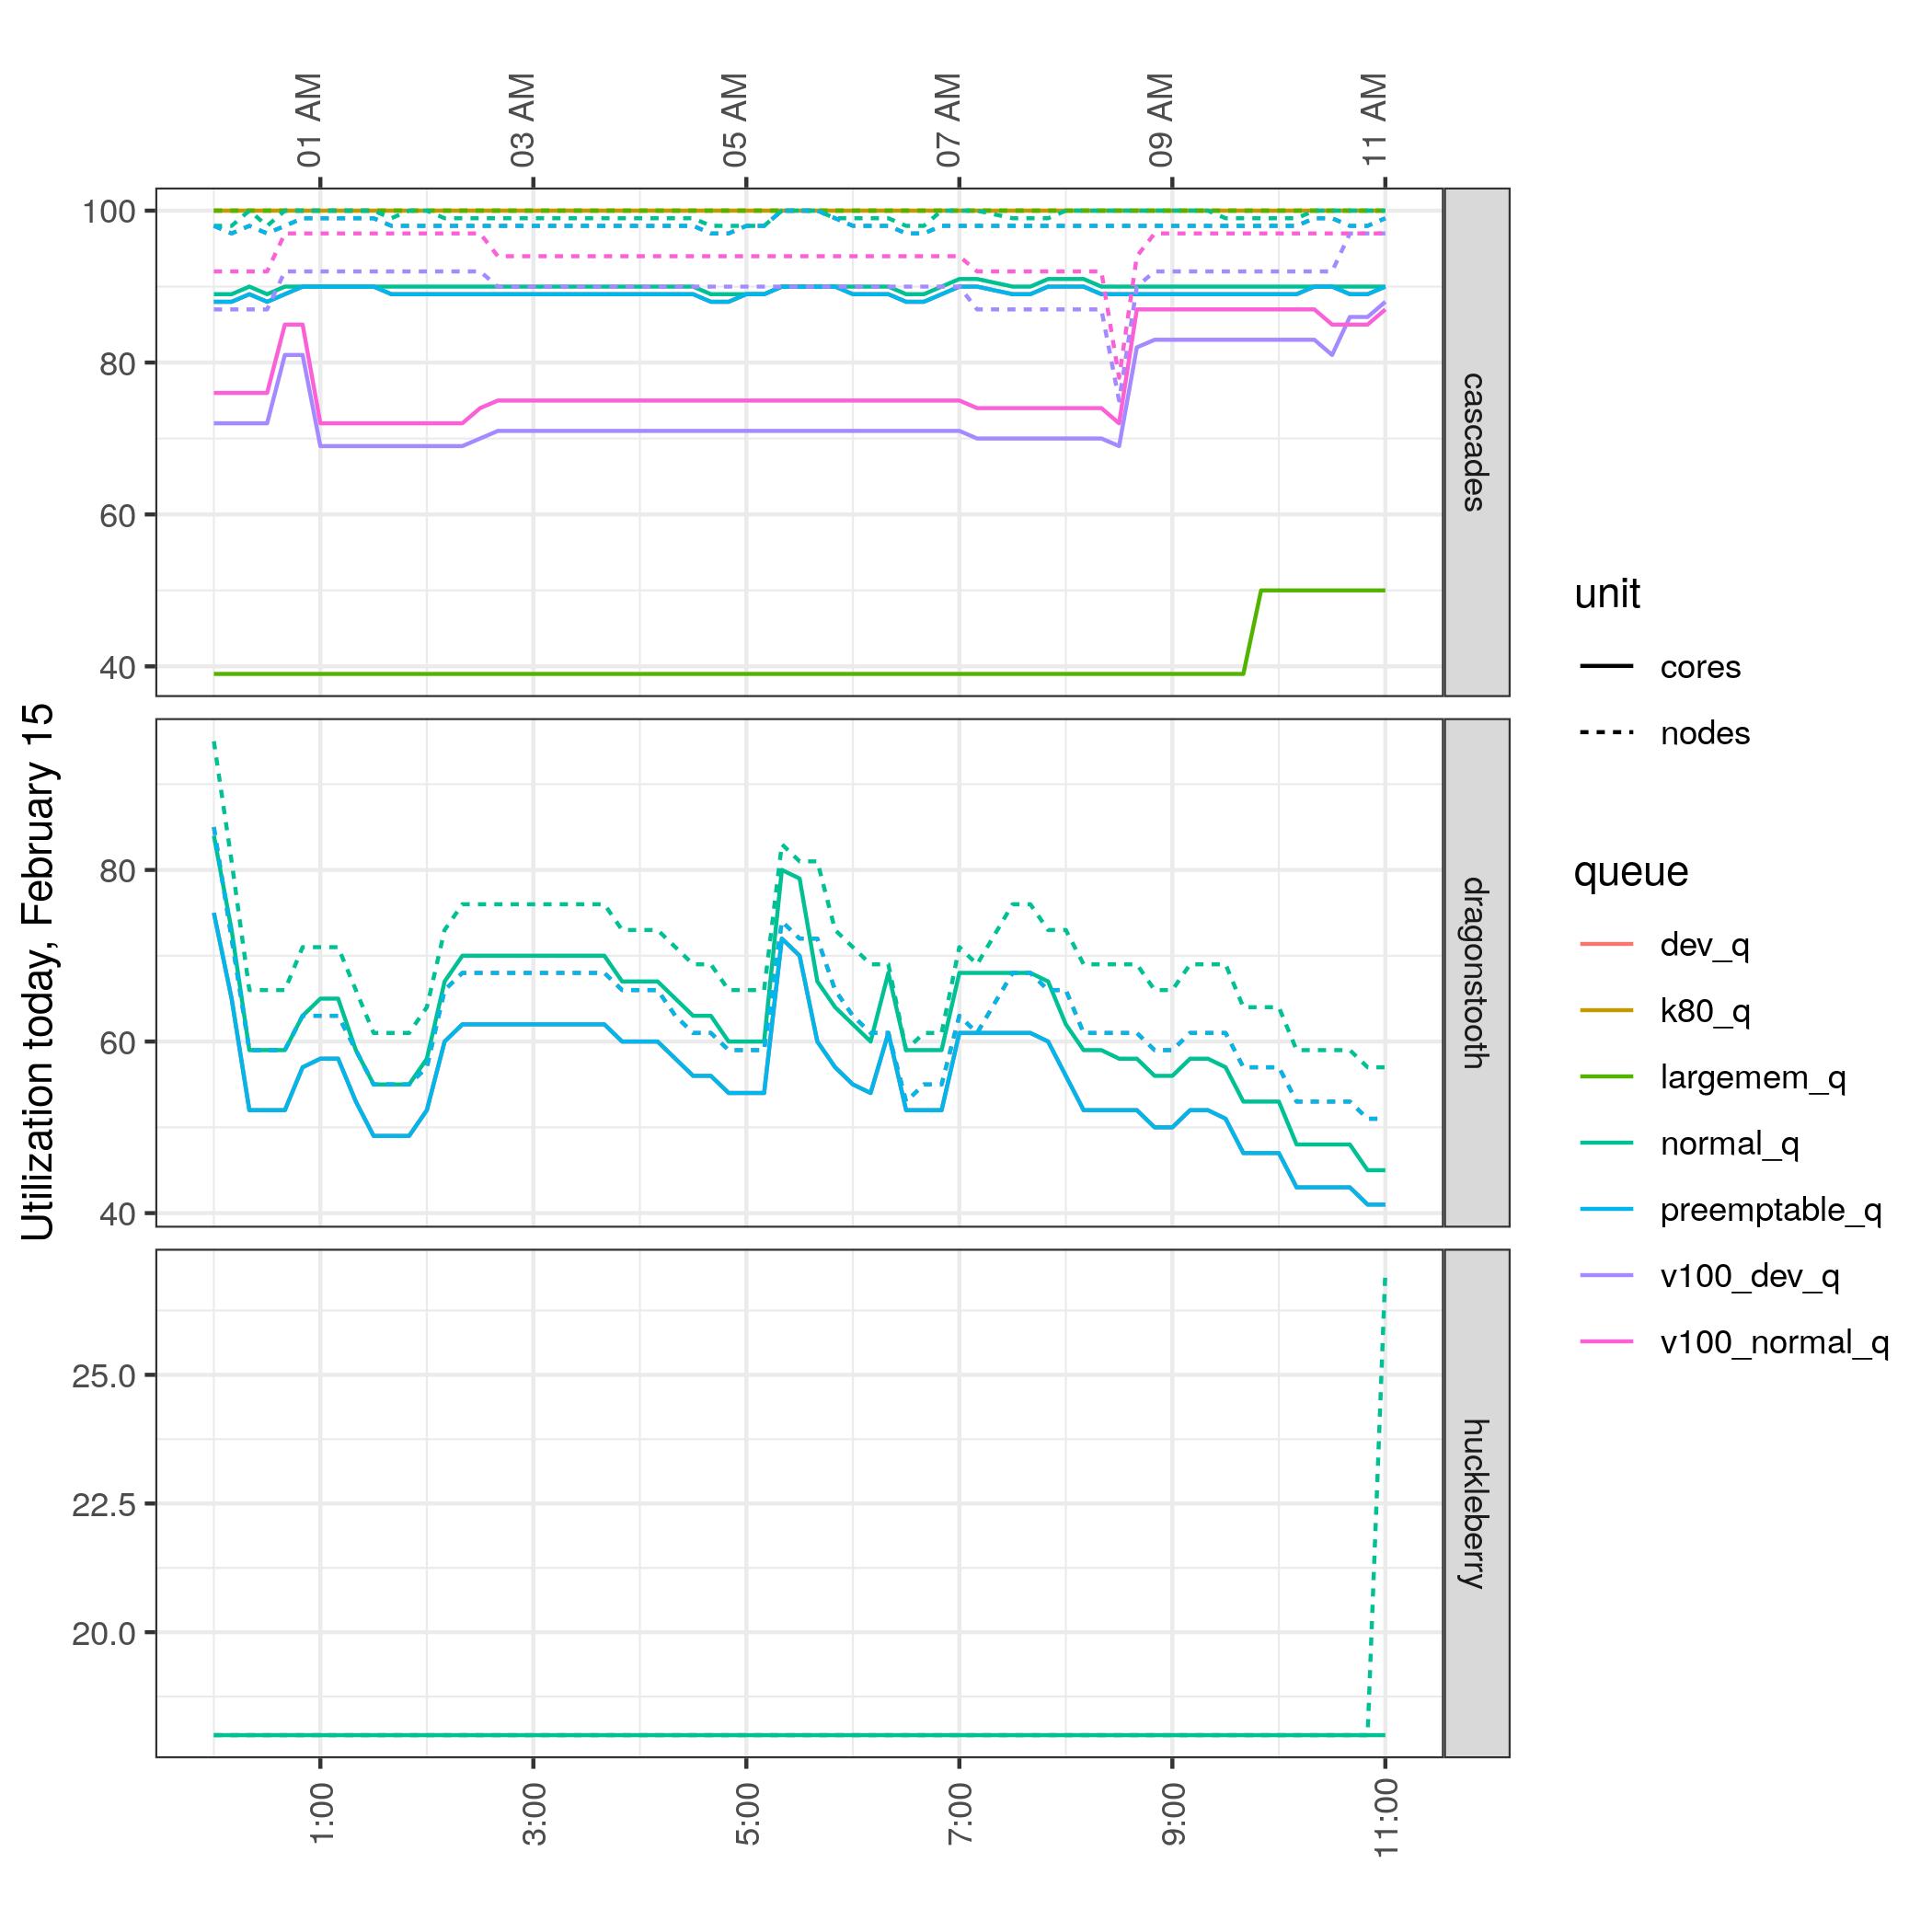 01 AM
03 AM
05 AM
07 AM
09 AM
11 AM
100
80
60
40
cascades
Utilization today, February 15
80
60
40
dragonstooth
25.0
22.5
20.0
huckleberry
1:00
3:00
5:00
7:00
9:00
11:00
unit
cores
nodes
queue
dev_q
k80_q
largemem_q
normal_q
preemptable_q
v100_dev_q
v100_normal_q